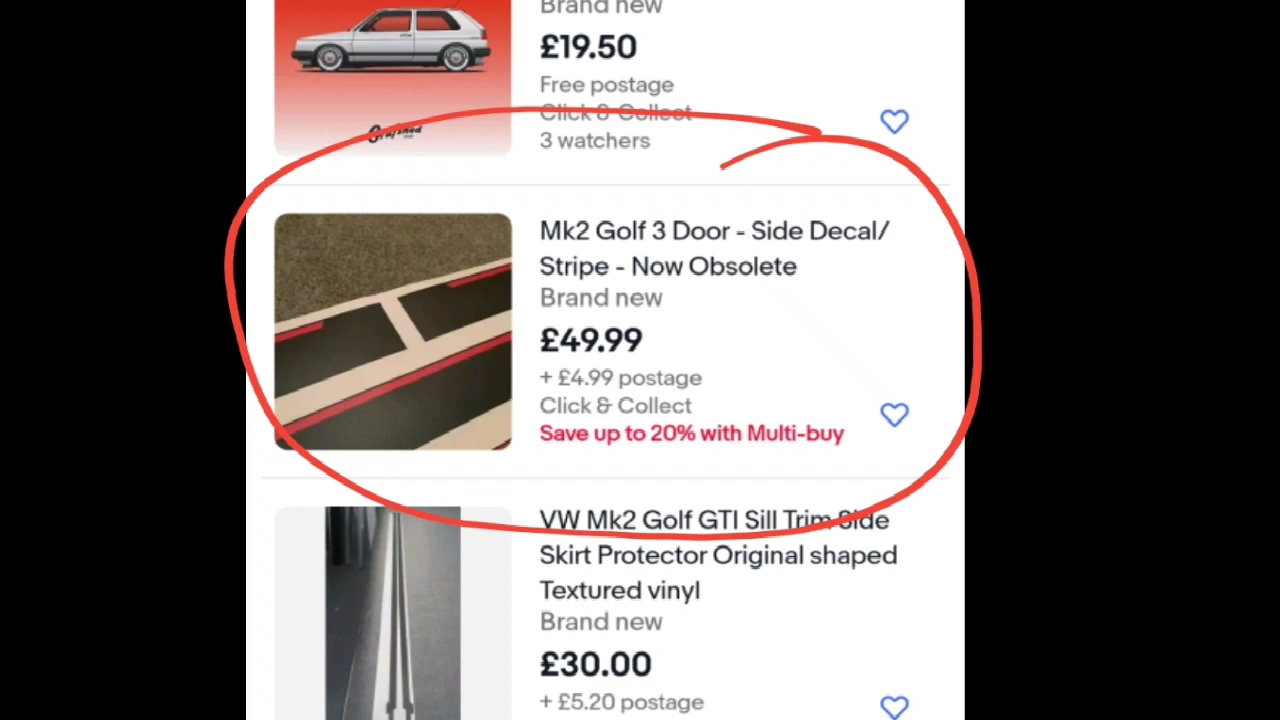 Brand new
£19.50
Free postage
Click & Collect
3 watchers
Mk2 Golf 3 Door - Side Decal/
Stripe - Now Obsolete
Brand new
£49.99
+ £4.99 postage
Click & Collect
Save up to 20% with Multi-buy
VW Mk2 Golf GTI Sill Trim Side
Skirt Protector Original shaped
Textured vinyl
Brand new
£30.00
+ £5.20 postage